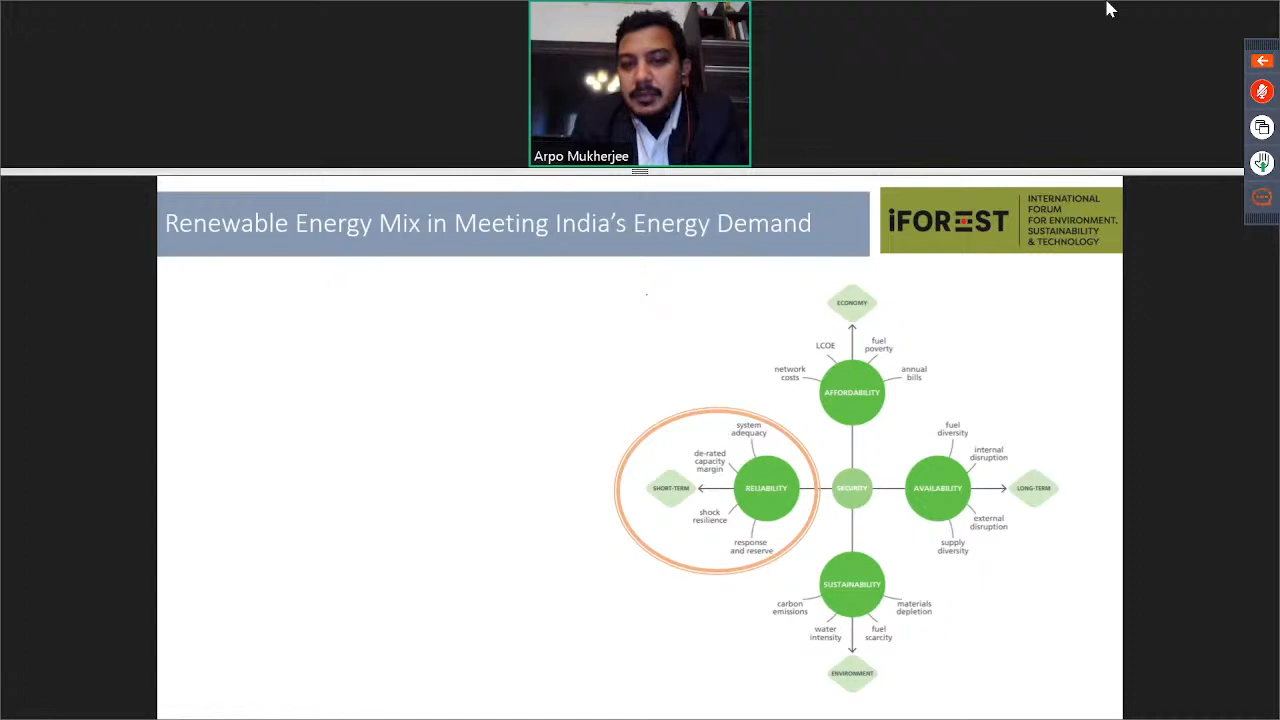 Arpo Mukherjee
Renewable Energy Mix in Meeting India’s Energy Demand
iFOREST
INTERNATIONAL
FORUM
FOR ENVIRONMENT,
SUSTAINABILITY
& TECHNOLOGY
ECONOMY
LCOE
fuel
poverty
network
costs
annual
bills
AFFORDABILITY
system
adequacy
de-rated
capacity
margin
SHORT-TERM
RELIABILITY
shock
resilience
response
and reserve
SECURITY
fuel
diversity
internal
disruption
AVAILABILITY
LONG-TERM
external
disruption
supply
diversity
SUSTAINABILITY
carbon
emissions
materials
depletion
water
intensity
fuel
scarcity
ENVIRONMENT